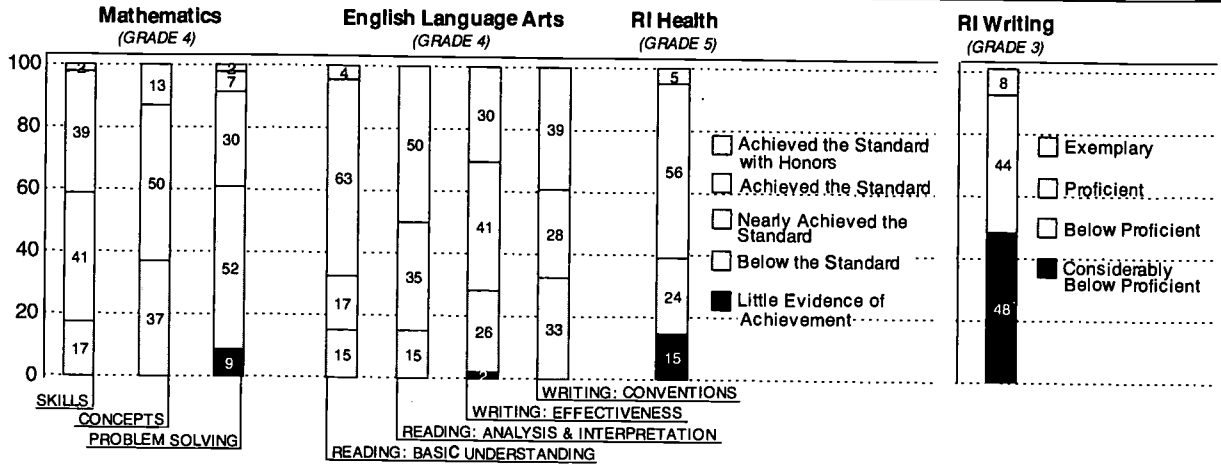 Mathematics
(GRADE 4)
English Language Arts
(GRADE 4)
RI Health
(GRADE 5)
RI Writing
(GRADE 3)
100
80
60
40
20
0
2
39
41
17
13
50
37
2
7
30
52
9
4
63
17
15
50
35
15
30
41
26
2
39
28
33
5
56
24
15
8
44
48
Achieved the Standard
with Honors
Achieved the Standard
Nearly Achieved the
Standard
Below the Standard
Little Evidence of
Achievement
Exemplary
Proficient
Below Proficient
Considerably
Below Proficient
SKILLS
CONCEPTS
PROBLEM SOLVING
WRITING: CONVENTIONS
WRITING: EFFECTIVENESS
READING: ANALYSIS & INTERPRETATION
READING: BASIC UNDERSTANDING